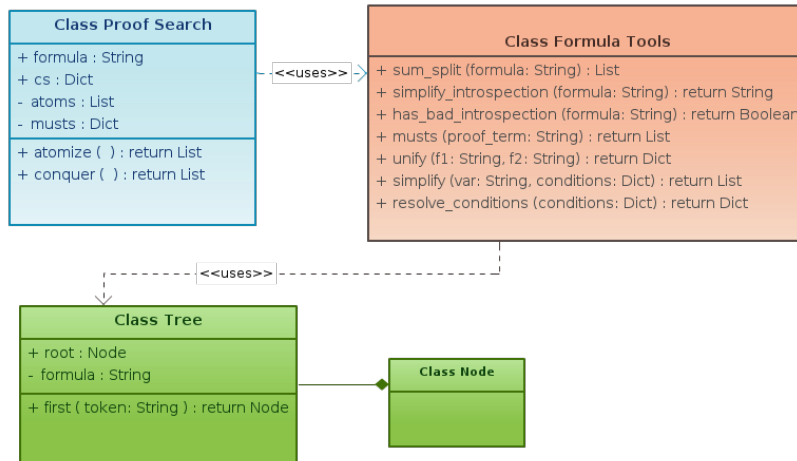 Class Proof Search
+ formula : String
+ cs : Dict
- atoms : List
- musts : Dict
+ atomize ( ) : return List
+ conquer ( ) : return List
<<uses>>
Class Formula Tools
+ sum_split (formula: String) : List
+ simplify_introspection (formula: String) : return String
+ has_bad_introspection (formula: String) : return Boolean
+ musts (proof_term: String) : return List
+ unify (f1: String, f2: String) : return Dict
+ simplify (var: String, conditions: Dict) : return List
+ resolve_conditions (conditions: Dict) : return Dict
<<uses>>
Class Tree
+ root : Node
- formula : String
+ first ( token: String ) : return Node
Class Node